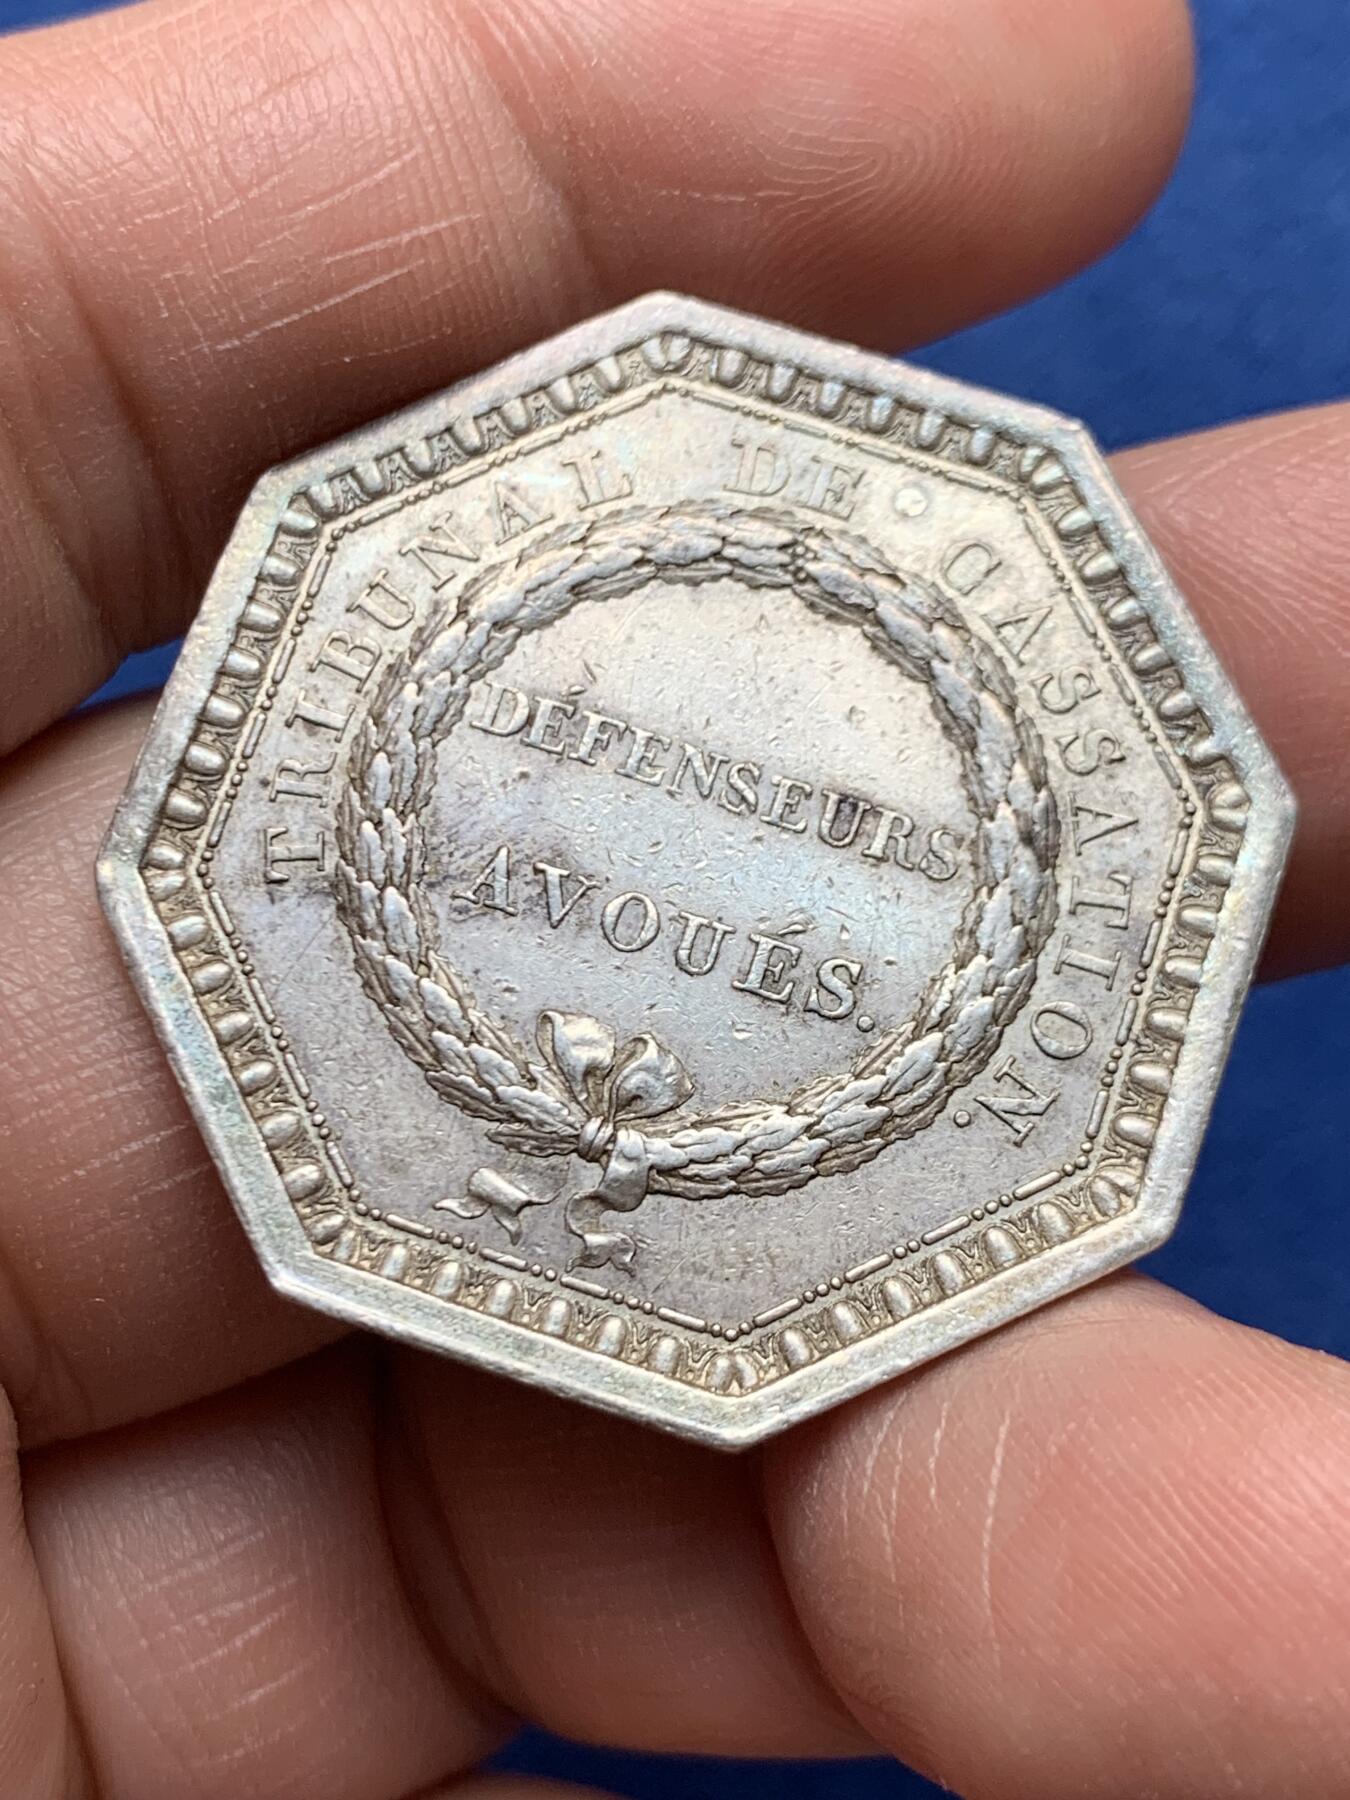 TRIBUNAL DE CASSATION.
DÉFENSEURS
AVOUÉS.